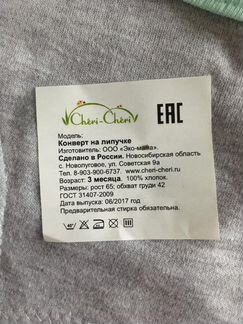 Chéri-Chéri
EAC
Модель:
Конверт на липучке
Изготовитель: ООО «Эко-мама».
Сделано в России. Новосибирская область
с. Новолуговое, ул. Советская 9а
Тел. 8-903-900-6737. www.cheri-cheri.ru
Возраст: 3 месяца. 100% хлопок.
Размеры: рост 65; обхват груди 42
ГОСТ 31407-2009
Дата выпуска: 06/2017 год
Предварительная стирка обязательна.